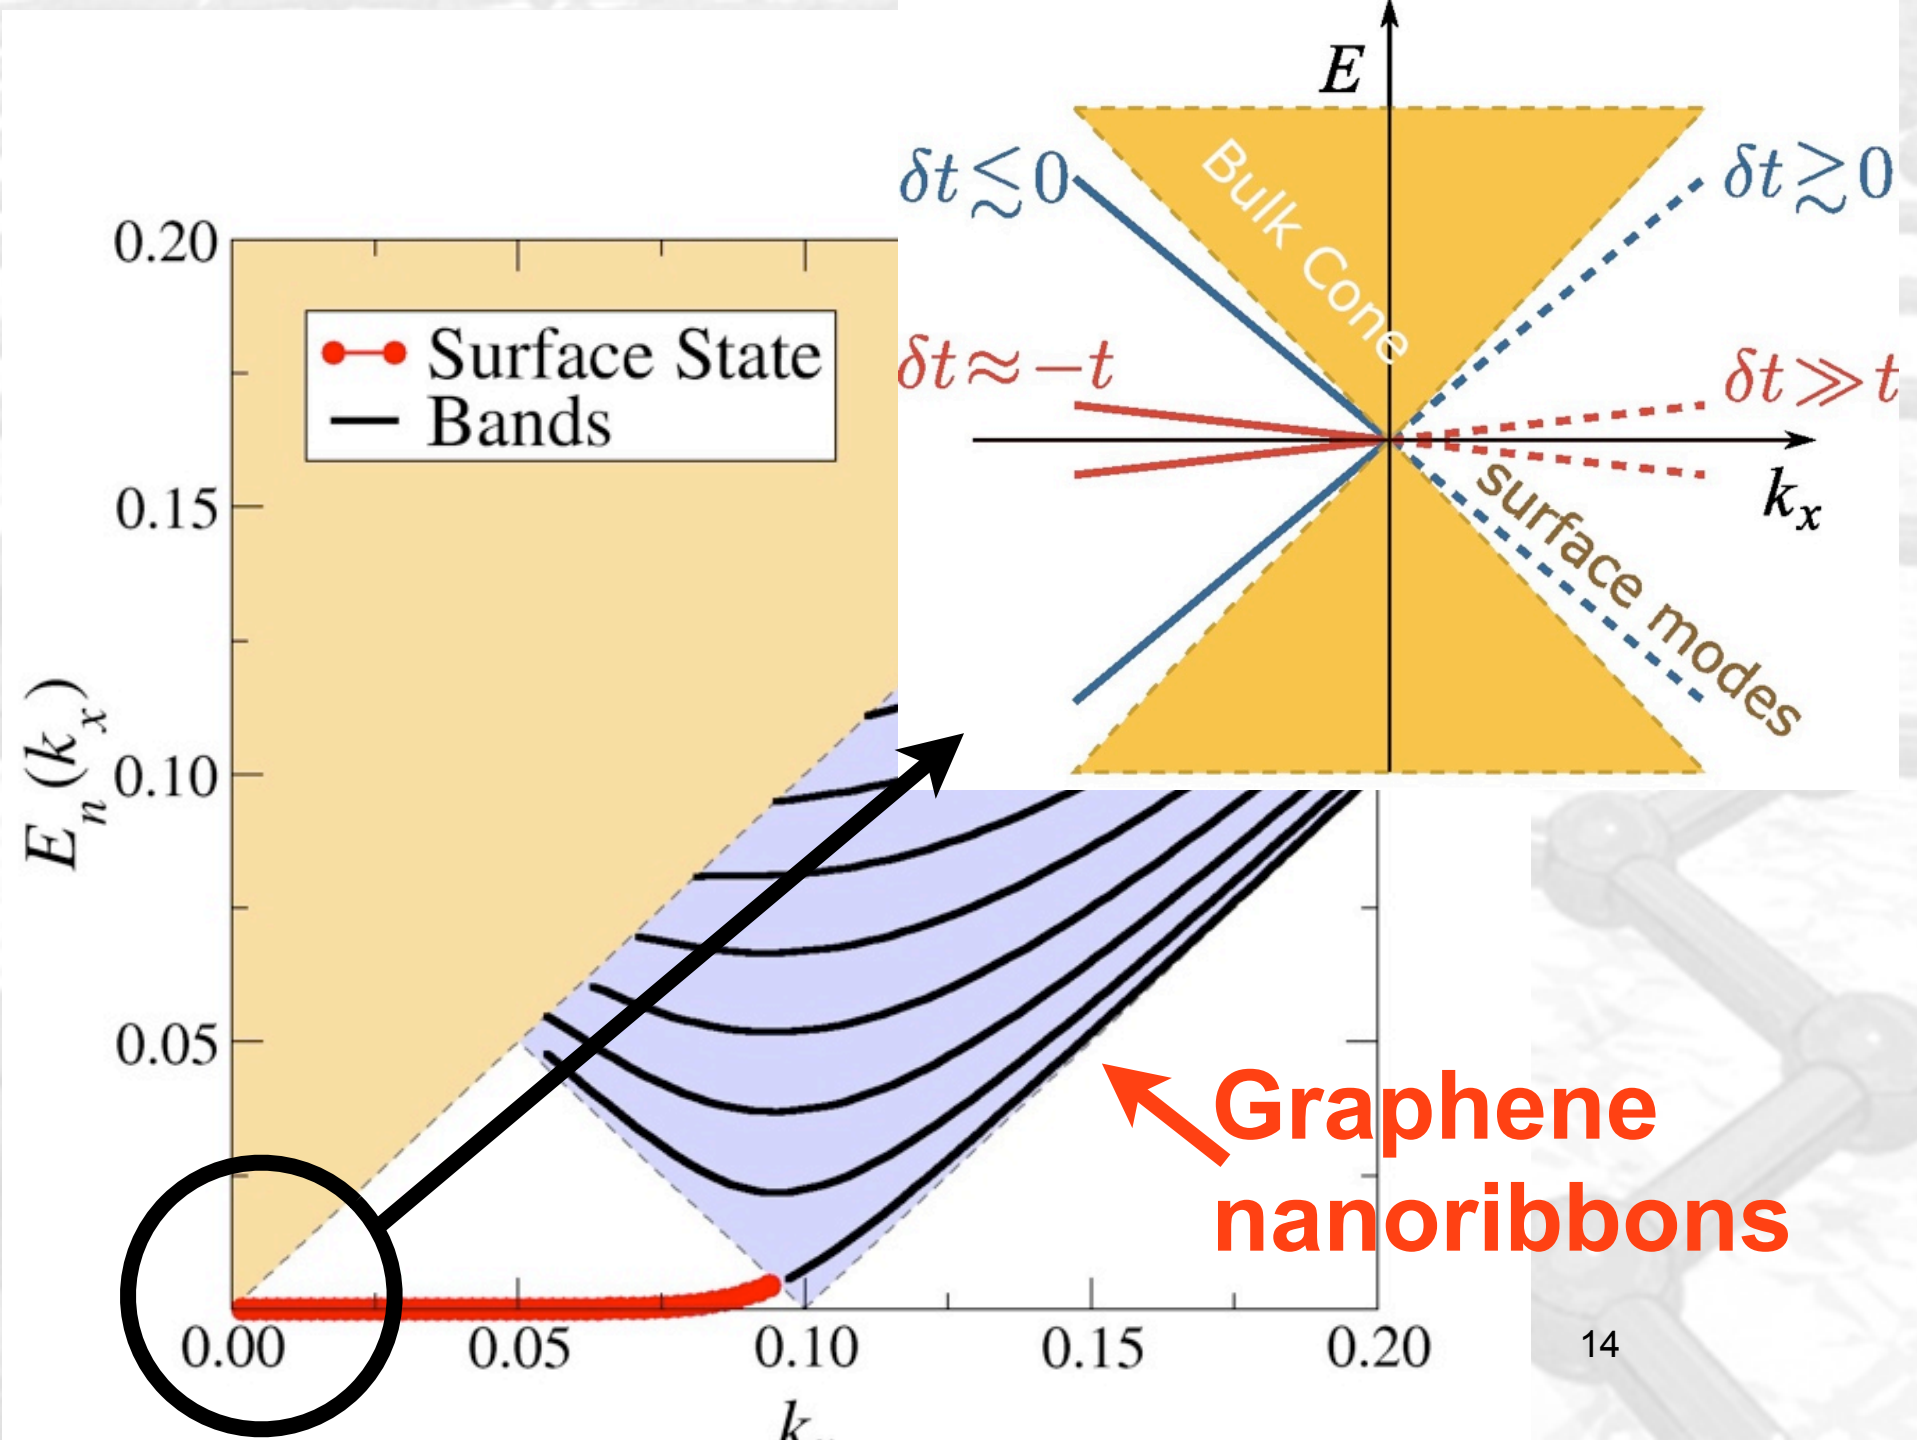 E
δt≲0
δt≳0
Bulk Cone
0.20
Surface State
Bands
δt≈−t
δt≫t
surface modes
k_x
0.15
E_n(k_x)
0.10
0.05
Graphene
nanoribbons
0.00
0.05
0.10
0.15
0.20
14